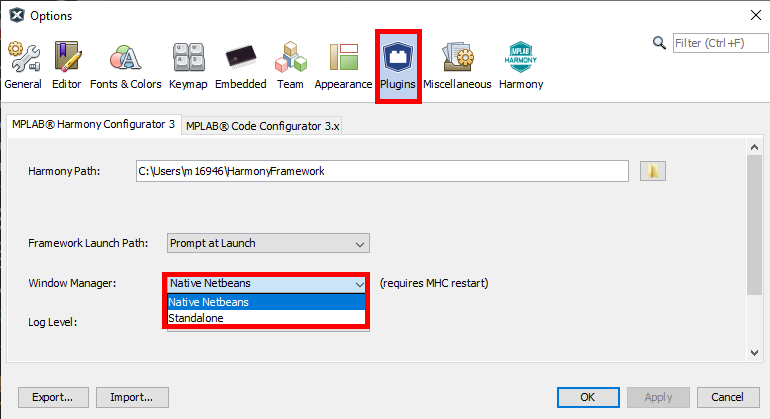 Options
Filter (Ctrl+F)
General Editor Fonts & Colors Keymap Embedded Team Appearance Plugins Miscellaneous Harmony
MPLAB HARMONY
MPLAB® Harmony Configurator 3 MPLAB® Code Configurator 3.x
Harmony Path: C:\Users\m16946\HarmonyFramework
Framework Launch Path: Prompt at Launch
Window Manager: Native Netbeans (requires MHC restart)
Native Netbeans
Standalone
Log Level:
Export... Import... OK Apply Cancel